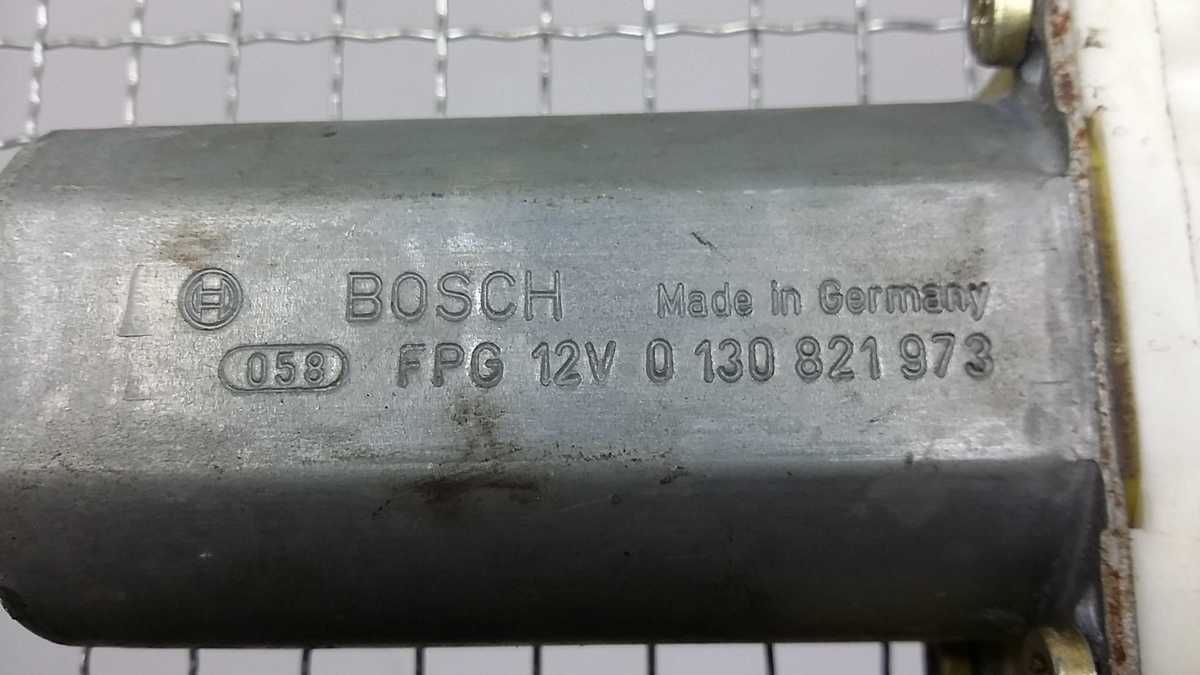 BOSCH Made in Germany
058 FPG 12V 0 130 821 973